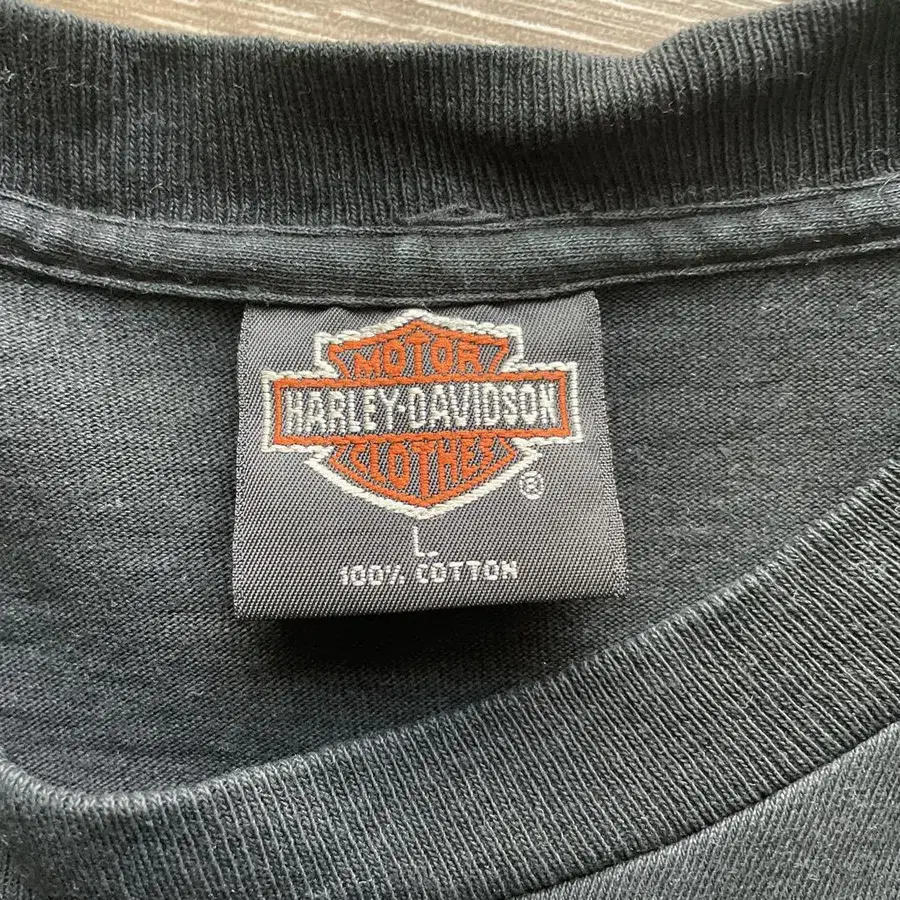 MOTOR
HARLEY-DAVIDSON
CLOTHES
®
L
100% COTTON